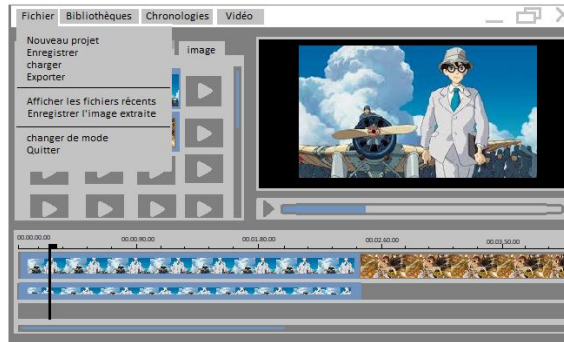 Fichier Bibliothèques Chronologies Vidéo
Nouveau projet
Enregistrer
charger
Exporter
image
Afficher les fichiers récents
Enregistrer l'image extraite
changer de mode
Quitter
00.00.00.00 00.00.90.00 00.01.80.00 00.02.40.00 00.03.50.00